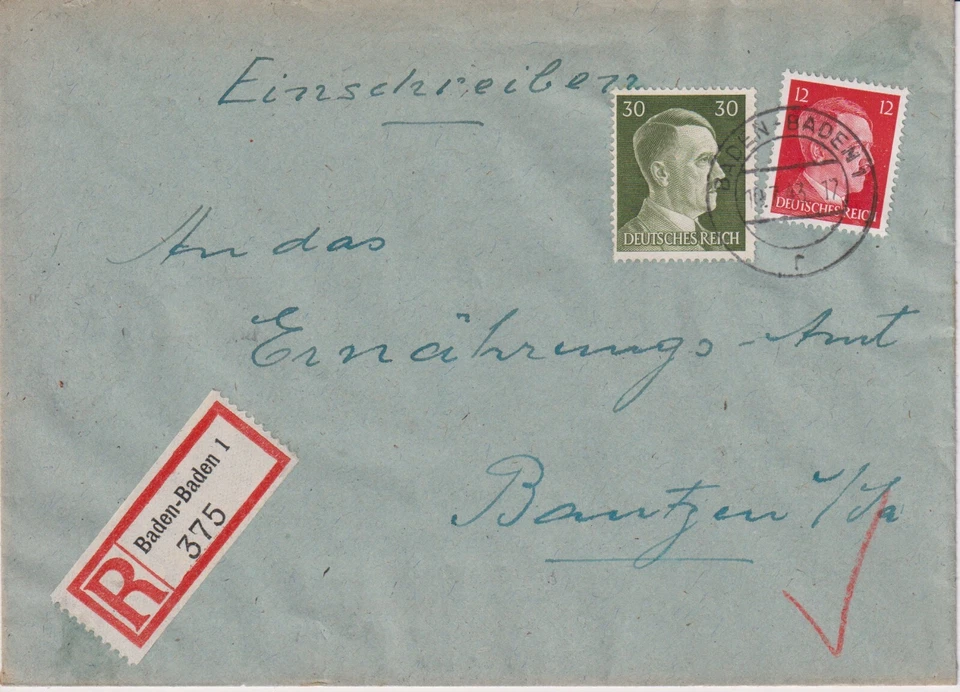 Einschreiben
30 30
DEUTSCHES REICH
12 12
DEUTSCHES REICH
BADEN-BADEN 1
r
An das
Ernährungs-Amt
Bautzen i/Sa
Baden-Baden 1
375
R